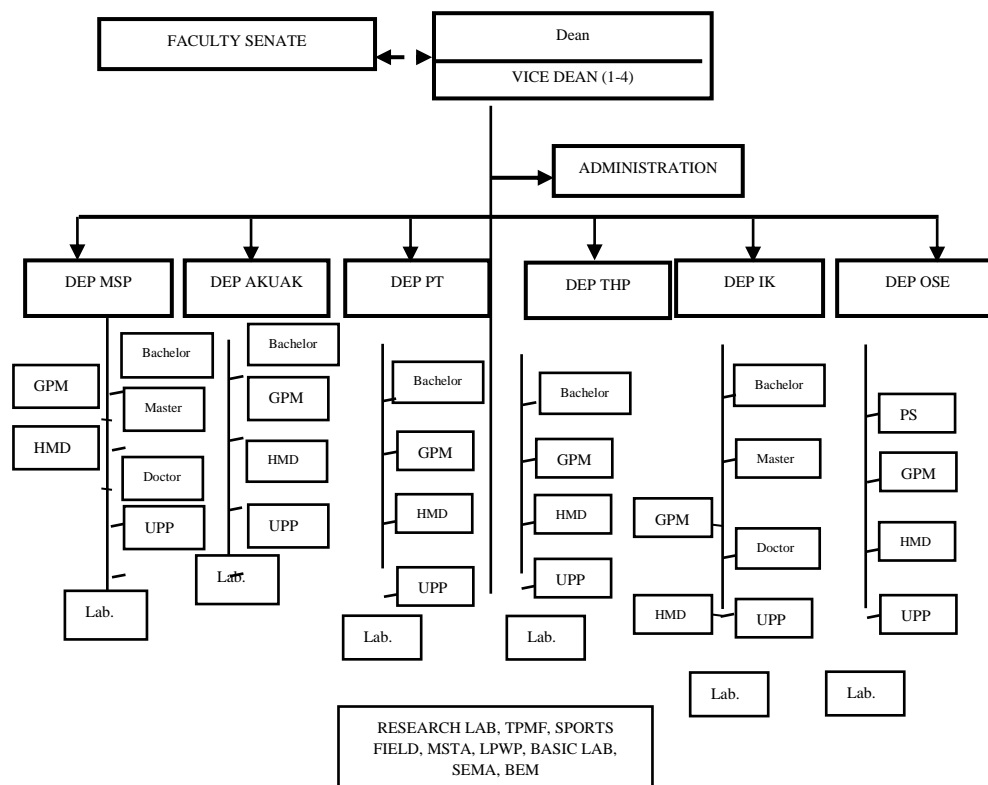 FACULTY SENATE
Dean
VICE DEAN (1-4)
ADMINISTRATION
DEP MSP
DEP AKUAK
DEP PT
DEP THP
DEP IK
DEP OSE
GPM
HMD
Bachelor
Master
Doctor
UPP
Lab.
Bachelor
GPM
HMD
UPP
Lab.
Bachelor
GPM
HMD
UPP
Lab.
Bachelor
GPM
HMD
UPP
Lab.
Bachelor
Master
GPM
Doctor
HMD
UPP
Lab.
PS
GPM
HMD
UPP
Lab.
RESEARCH LAB, TPMF, SPORTS
FIELD, MSTA, LPWP, BASIC LAB,
SEMA, BEM